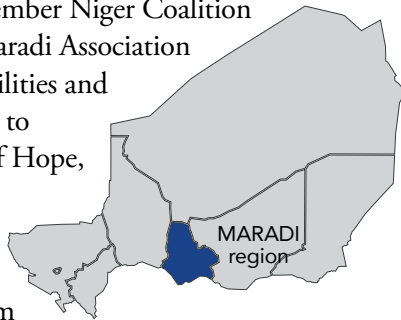 ember Niger Coalition
aradi Association
ilities and
to
f Hope,
MARADI
region
m